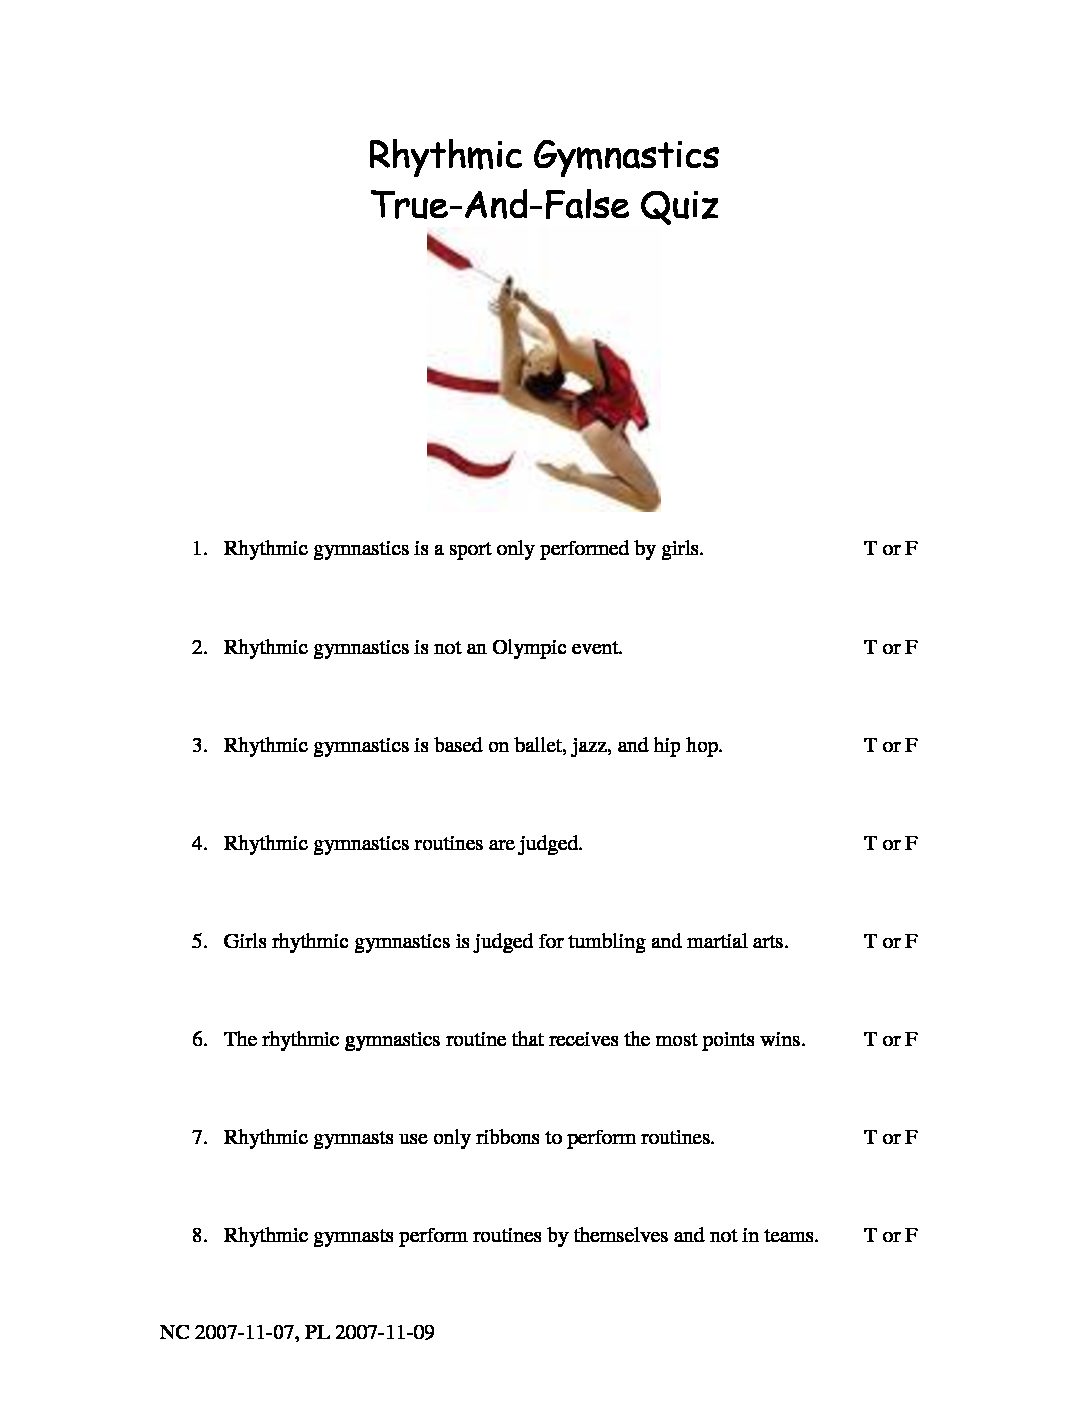 Rhythmic Gymnastics
True-And-False Quiz
1. Rhythmic gymnastics is a sport only performed by girls. T or F
2. Rhythmic gymnastics is not an Olympic event. T or F
3. Rhythmic gymnastics is based on ballet, jazz, and hip hop. T or F
4. Rhythmic gymnastics routines are judged. T or F
5. Girls rhythmic gymnastics is judged for tumbling and martial arts. T or F
6. The rhythmic gymnastics routine that receives the most points wins. T or F
7. Rhythmic gymnasts use only ribbons to perform routines. T or F
8. Rhythmic gymnasts perform routines by themselves and not in teams. T or F
NC 2007-11-07, PL 2007-11-09